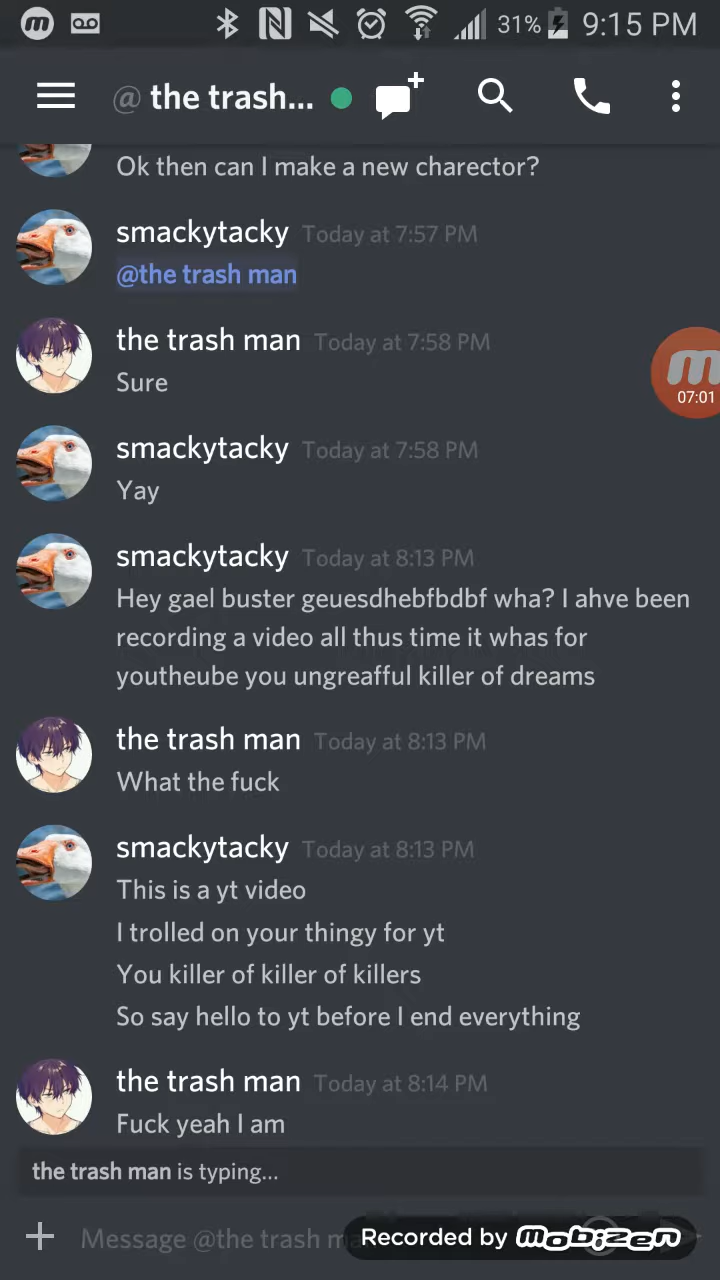 31% 9:15 PM
@ the trash...
Ok then can I make a new charector?
smackytacky Today at 7:57 PM
@the trash man
the trash man Today at 7:58 PM
Sure
m
07:01
smackytacky Today at 7:58 PM
Yay
smackytacky Today at 8:13 PM
Hey gael buster geuesdhebfbdbf wha? I ahve been
recording a video all thus time it whas for
youtheube you ungreafful killer of dreams
the trash man Today at 8:13 PM
What the fuck
smackytacky Today at 8:13 PM
This is a yt video
I trolled on your thingy for yt
You killer of killer of killers
So say hello to yt before I end everything
the trash man Today at 8:14 PM
Fuck yeah I am
the trash man is typing...
Message @the trash ma
Recorded by mobizen